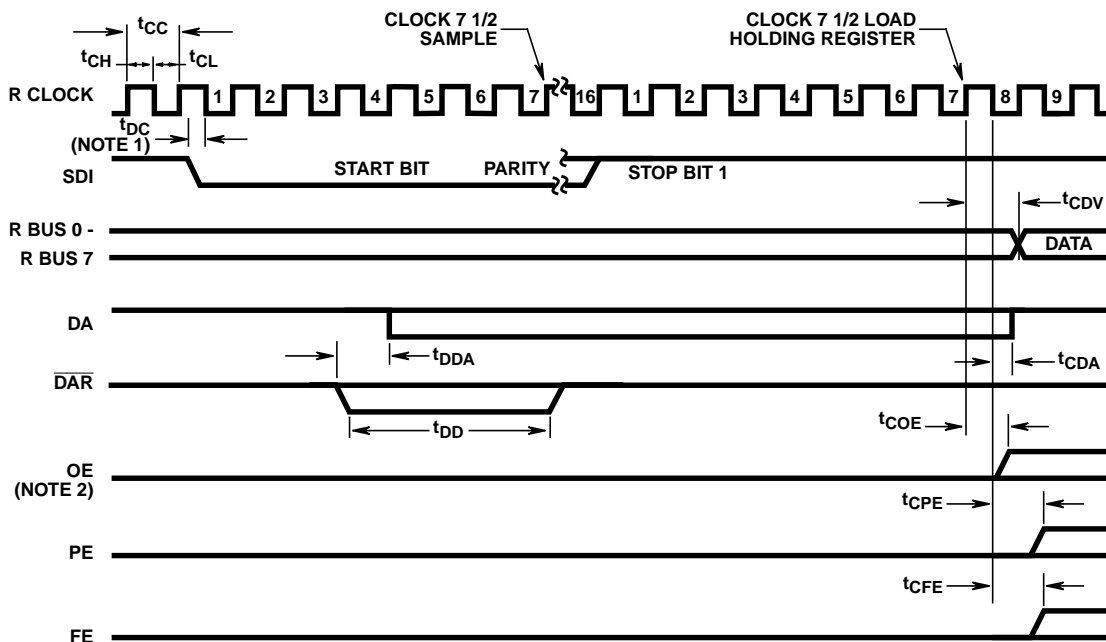 tCC
CLOCK 7 1/2
SAMPLE
CLOCK 7 1/2 LOAD
HOLDING REGISTER
tCH
tCL
R CLOCK
1 2 3 4 5 6 7 16 1 2 3 4 5 6 7 8 9
tDC
(NOTE 1)
SDI
START BIT
PARITY
STOP BIT 1
tCDV
R BUS 0 -
R BUS 7
DATA
DA
tDDA
tCDA
DAR
tDD
tCOE
OE
(NOTE 2)
tCPE
PE
tCFE
FE